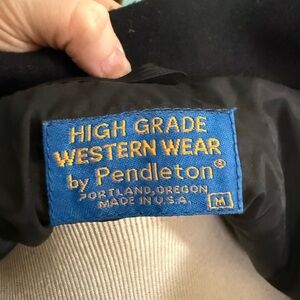 HIGH GRADE
WESTERN WEAR
by Pendleton®
PORTLAND, OREGON
MADE IN U.S.A.
M